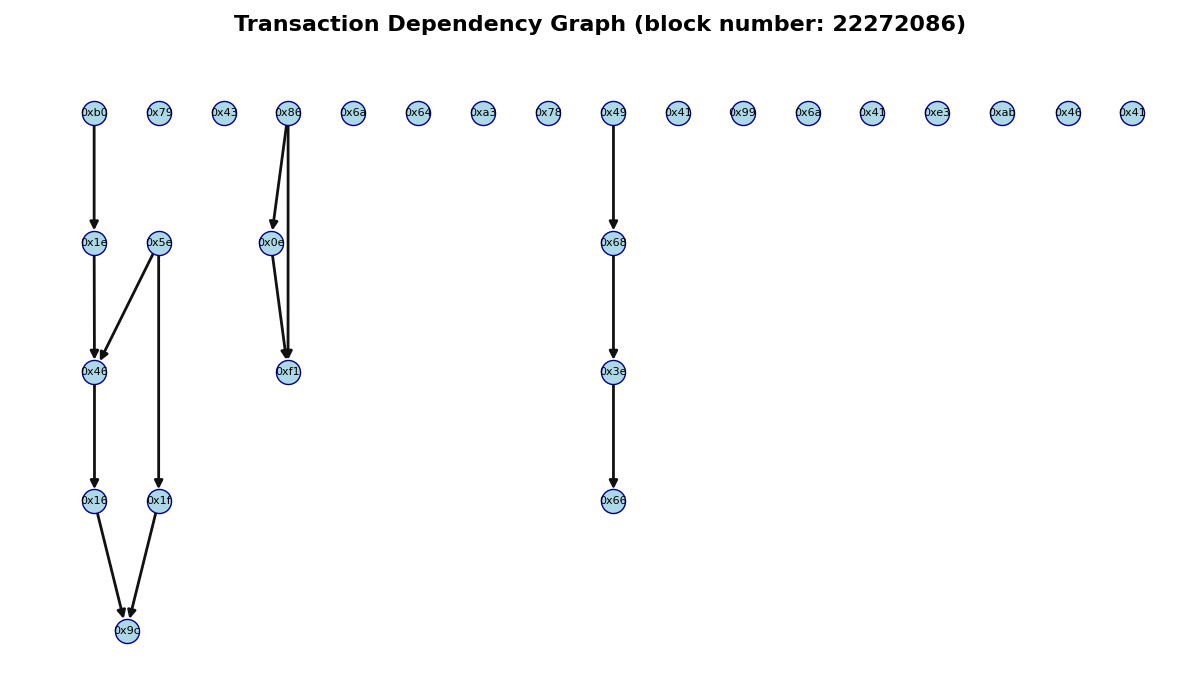 Transaction Dependency Graph (block number: 22272086)
0xb0 0x79 0x43 0x86 0x6a 0x64 0xa3 0x78 0x49 0x41 0x99 0x6a 0x41 0xe3 0xab 0x46 0x41
0x1e 0x5e 0x0e 0x68
0x46 0xf1 0x3e
0x16 0x1f 0x66
0x9c